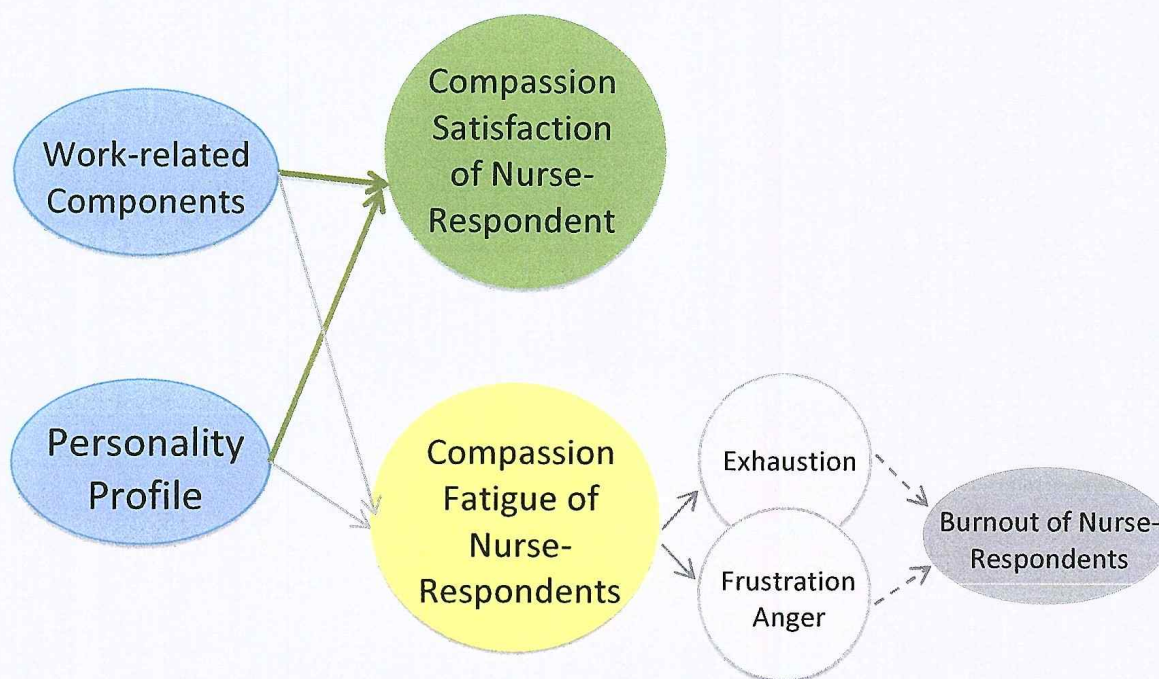 Compassion
Satisfaction
of Nurse-
Respondent
Work-related
Components
Personality
Profile
Compassion
Fatigue of
Nurse-
Respondents
Exhaustion
Frustration
Anger
Burnout of Nurse-
Respondents